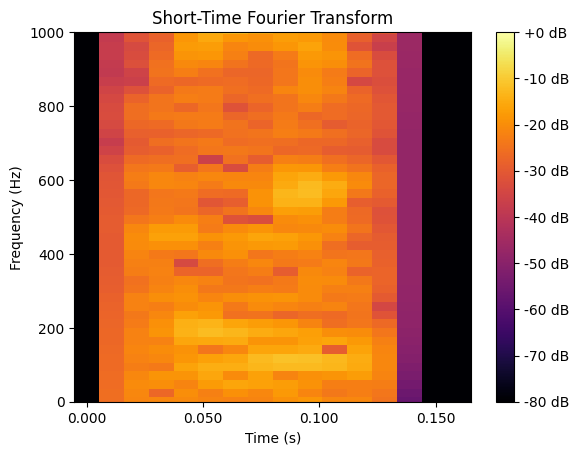 Short-Time Fourier Transform
Frequency (Hz)
1000
800
600
400
200
0
0.000
0.050
0.100
0.150
Time (s)
+0 dB
-10 dB
-20 dB
-30 dB
-40 dB
-50 dB
-60 dB
-70 dB
-80 dB